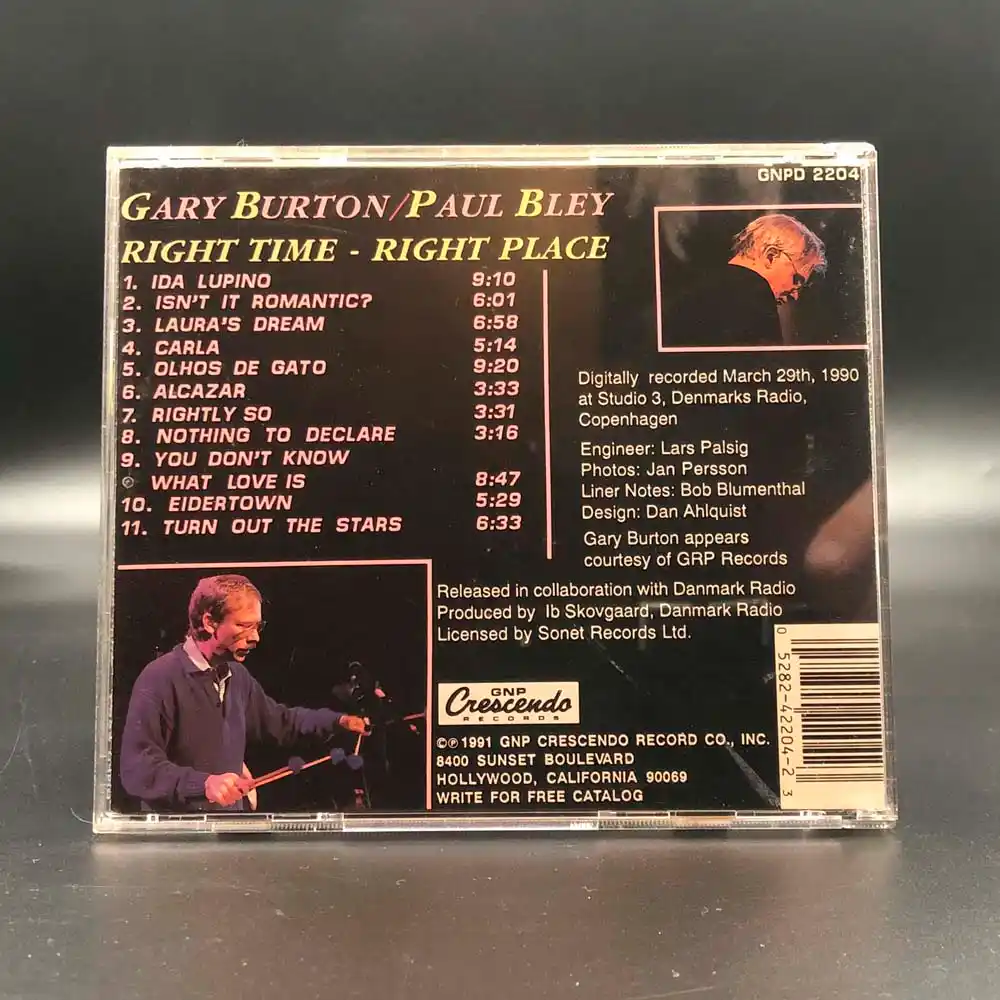 GNPD 2204
GARY BURTON/PAUL BLEY
RIGHT TIME - RIGHT PLACE
1. IDA LUPINO 9:10
2. ISN'T IT ROMANTIC? 6:01
3. LAURA'S DREAM 6:58
4. CARLA 5:14
5. OLHOS DE GATO 9:20
6. ALCAZAR 3:33
7. RIGHTLY SO 3:31
8. NOTHING TO DECLARE 3:16
9. YOU DON'T KNOW
WHAT LOVE IS 8:47
10. EIDERTOWN 5:29
11. TURN OUT THE STARS 6:33
Digitally recorded March 29th, 1990
at Studio 3, Denmarks Radio,
Copenhagen
Engineer: Lars Palsig
Photos: Jan Persson
Liner Notes: Bob Blumenthal
Design: Dan Ahlquist
Gary Burton appears
courtesy of GRP Records
Released in collaboration with Danmark Radio
Produced by Ib Skovgaard, Danmark Radio
Licensed by Sonet Records Ltd.
GNP
Crescendo
RECORDS
©℗ 1991 GNP CRESCENDO RECORD CO., INC.
8400 SUNSET BOULEVARD
HOLLYWOOD, CALIFORNIA 90069
WRITE FOR FREE CATALOG
0 5282-42204-2 3